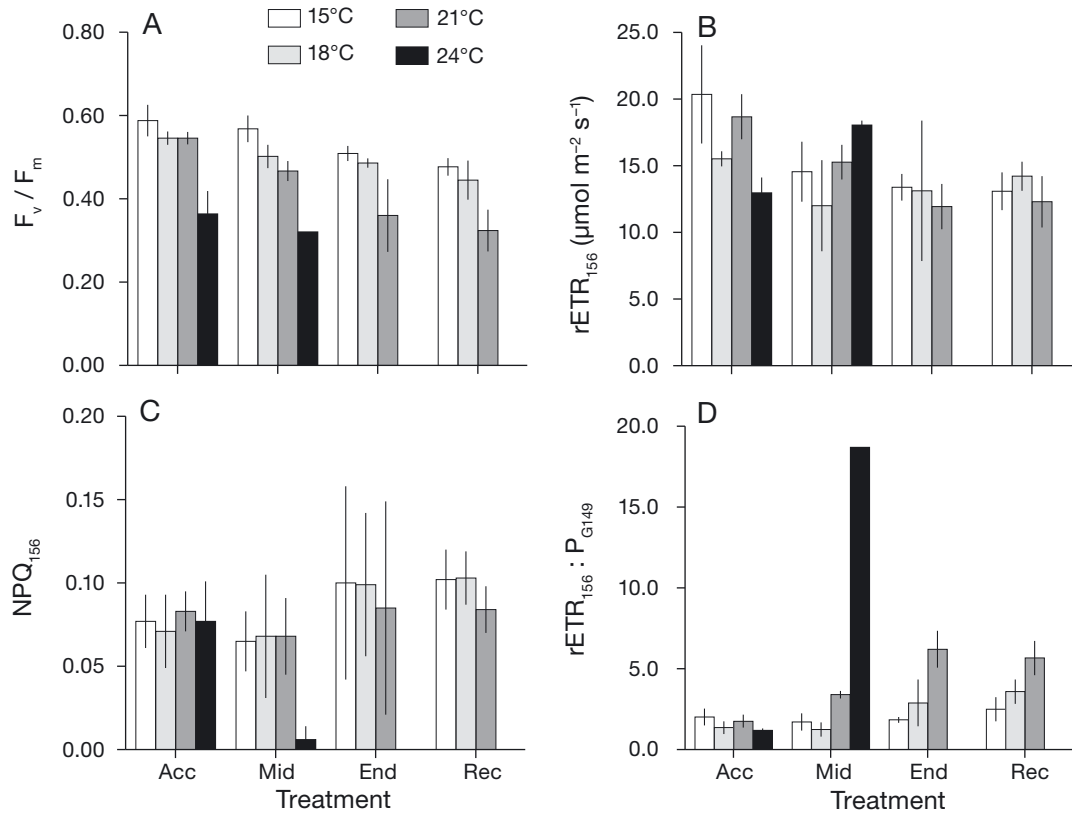 A
15°C
21°C
18°C
24°C
0.80
0.60
0.40
0.20
0.00
Fv / Fm
B
25.0
20.0
15.0
10.0
5.0
0.0
rETR156 (µmol m−2 s−1)
C
0.20
0.15
0.10
0.05
0.00
NPQ156
Acc Mid End Rec
Treatment
D
20.0
15.0
10.0
5.0
0.0
rETR156 : PG149
Acc Mid End Rec
Treatment